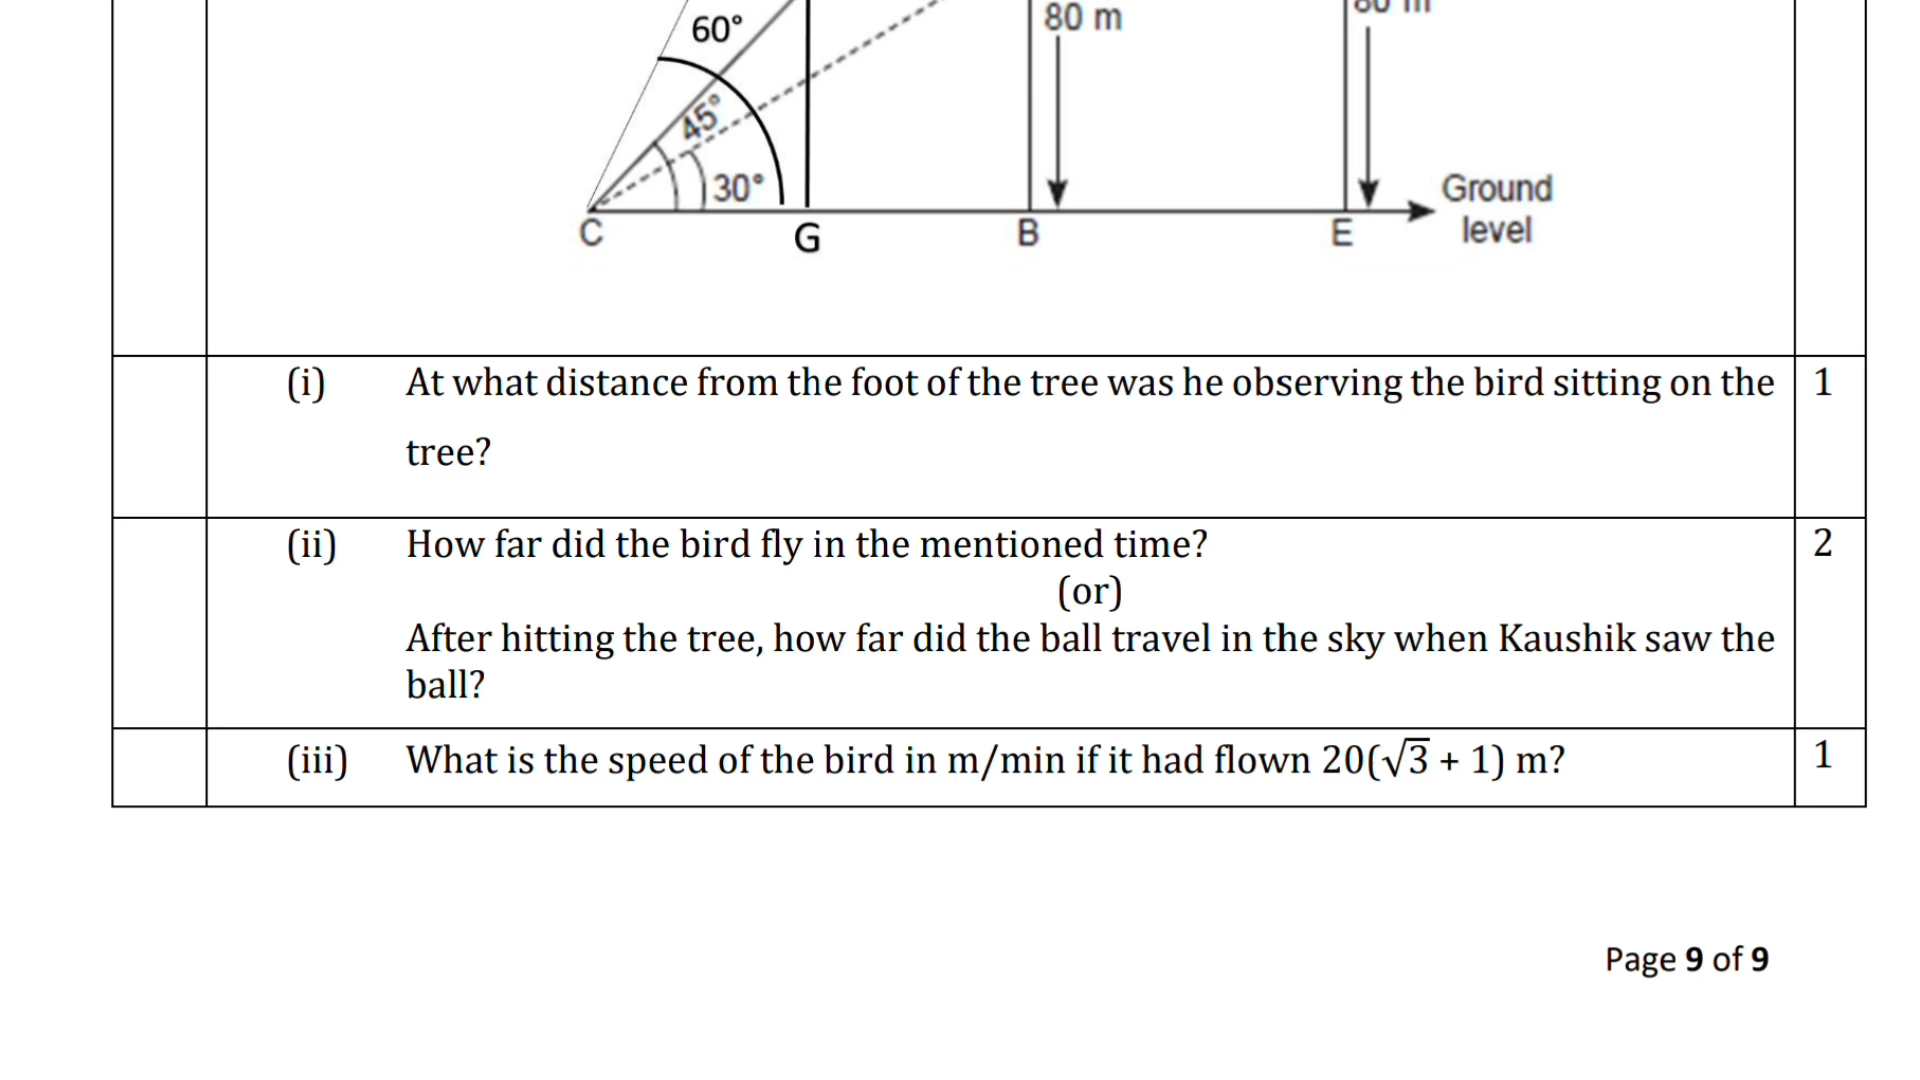 60°
80 m
45°
30°
Ground
level
C
G
B
E
(i) At what distance from the foot of the tree was he observing the bird sitting on the 1
tree?
(ii) How far did the bird fly in the mentioned time? 2
(or)
After hitting the tree, how far did the ball travel in the sky when Kaushik saw the
ball?
(iii) What is the speed of the bird in m/min if it had flown 20(√3 + 1) m? 1
Page 9 of 9